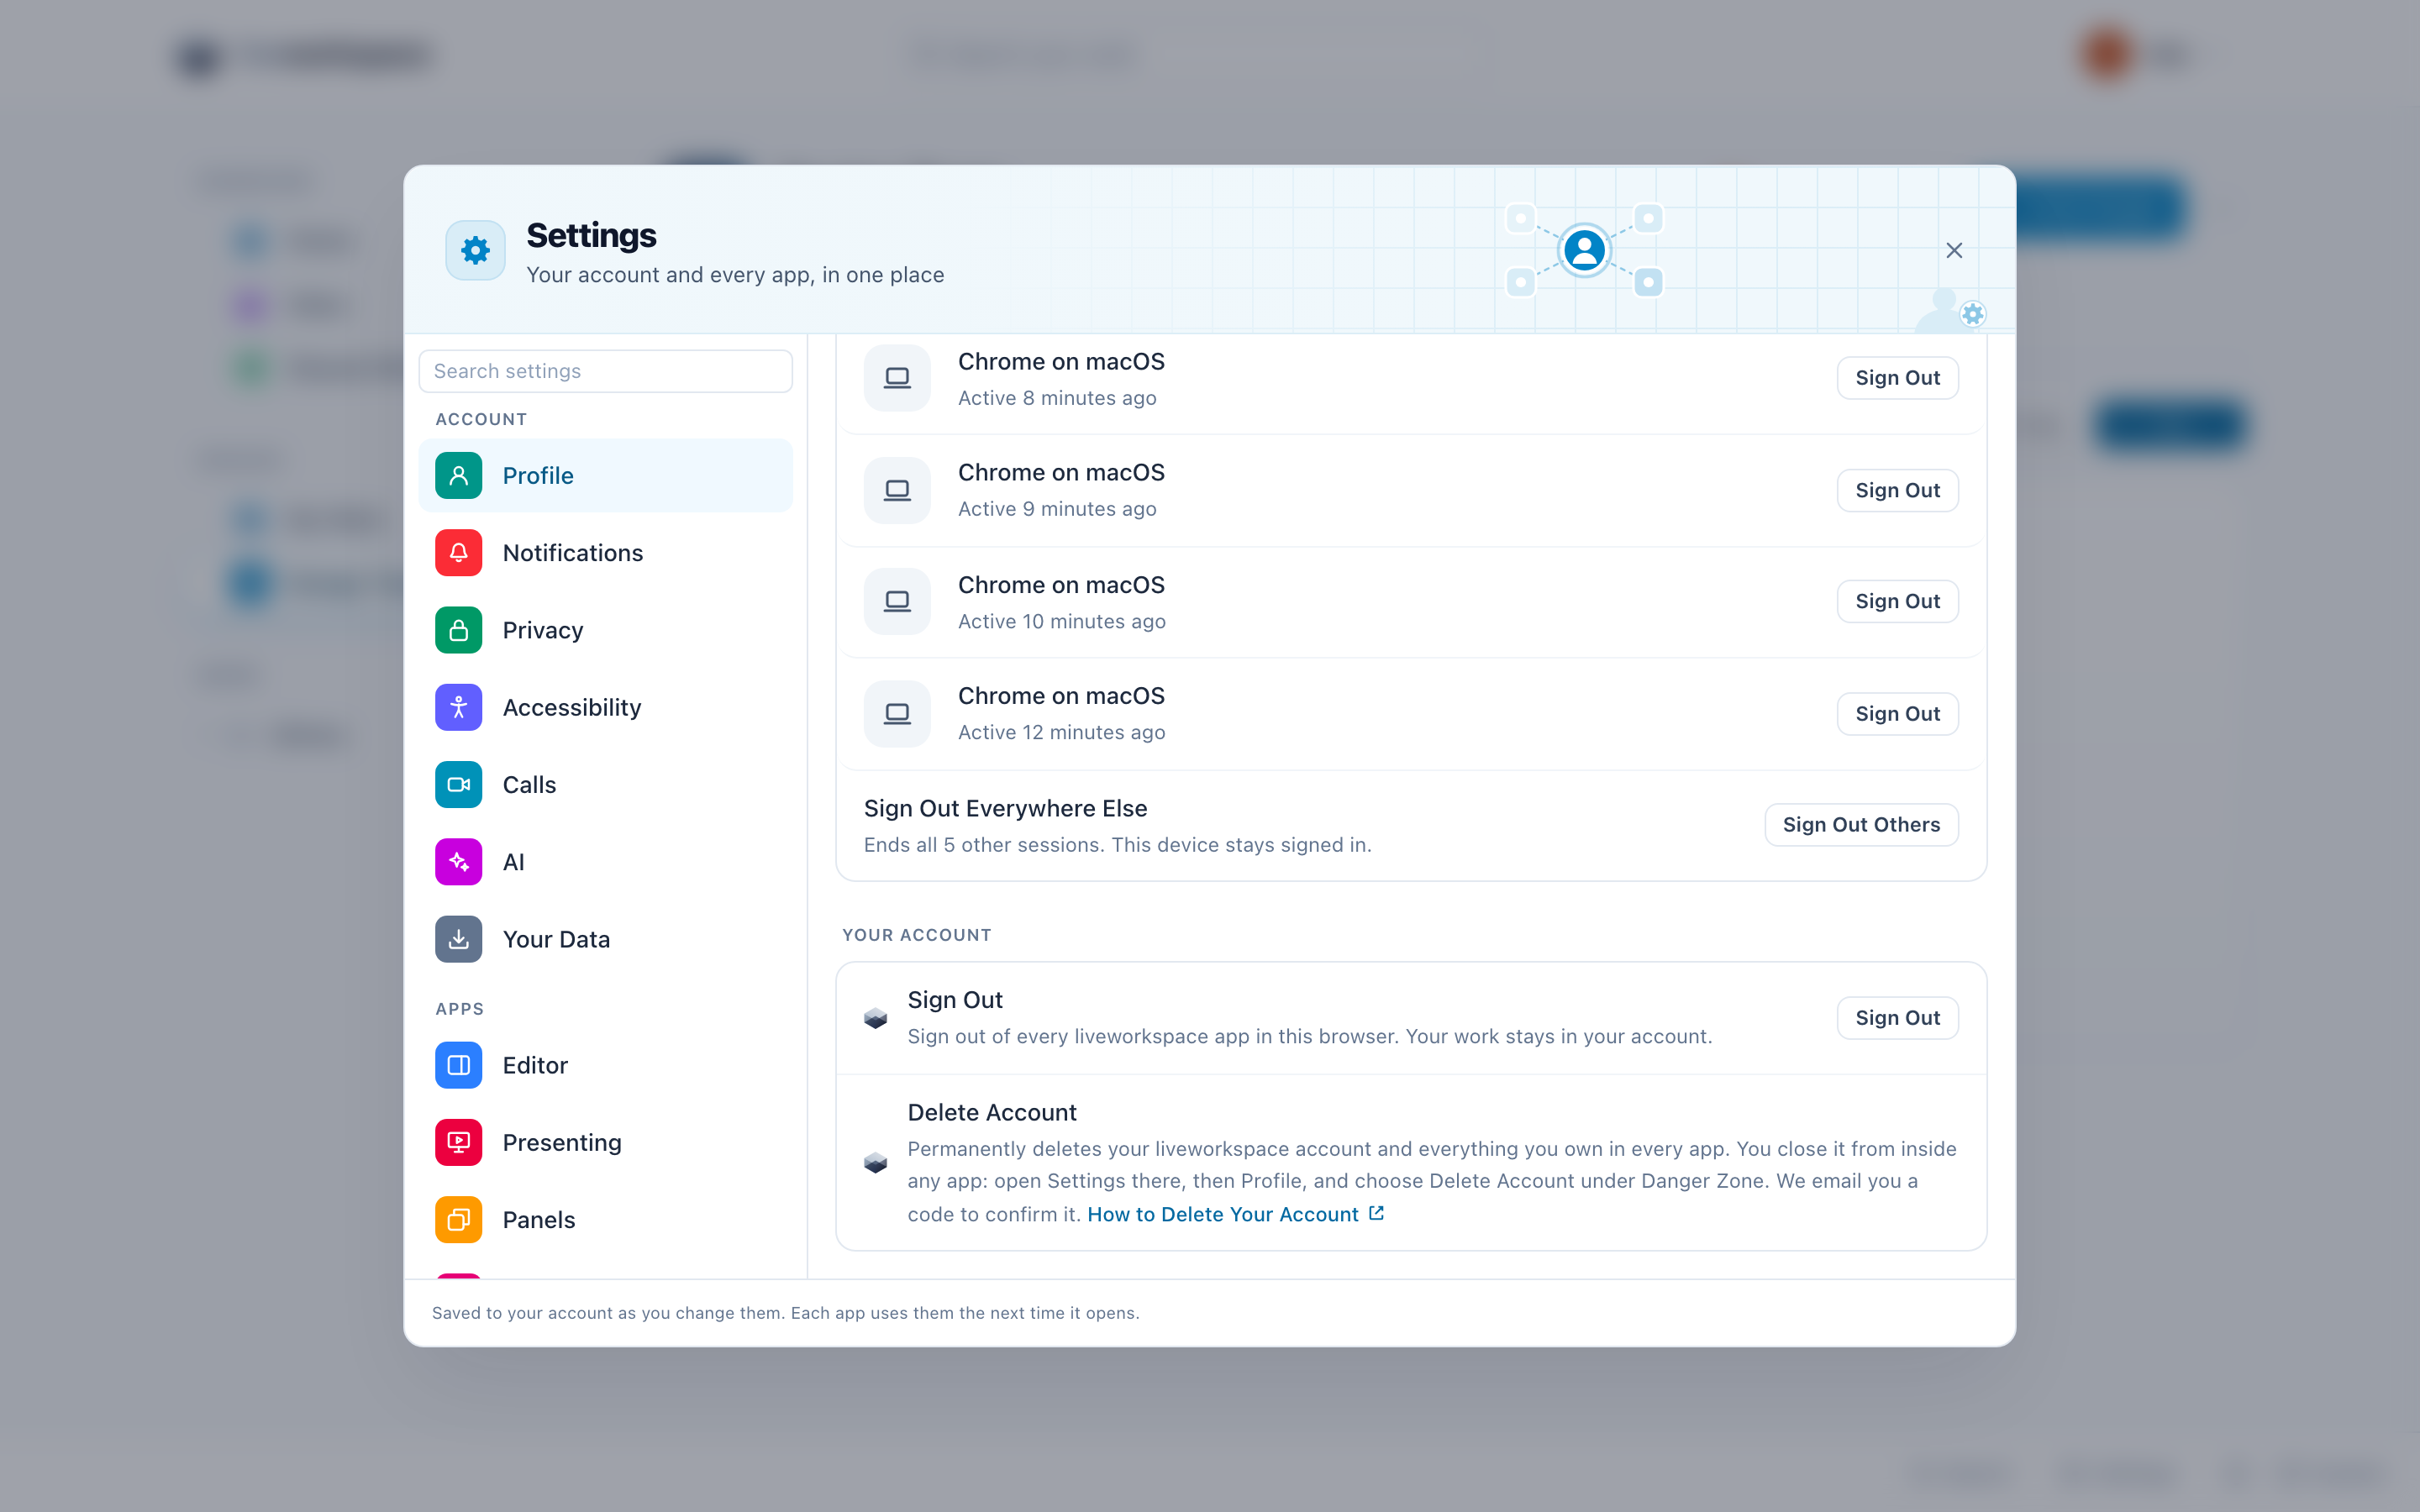 Settings
Your account and every app, in one place
Search settings
ACCOUNT
Profile
Notifications
Privacy
Accessibility
Calls
AI
Your Data
APPS
Editor
Presenting
Panels
Chrome on macOS
Active 8 minutes ago
Sign Out
Chrome on macOS
Active 9 minutes ago
Sign Out
Chrome on macOS
Active 10 minutes ago
Sign Out
Chrome on macOS
Active 12 minutes ago
Sign Out
Sign Out Everywhere Else
Ends all 5 other sessions. This device stays signed in.
Sign Out Others
YOUR ACCOUNT
Sign Out
Sign out of every liveworkspace app in this browser. Your work stays in your account.
Sign Out
Delete Account
Permanently deletes your liveworkspace account and everything you own in every app. You close it from inside
any app: open Settings there, then Profile, and choose Delete Account under Danger Zone. We email you a
code to confirm it. How to Delete Your Account
Saved to your account as you change them. Each app uses them the next time it opens.